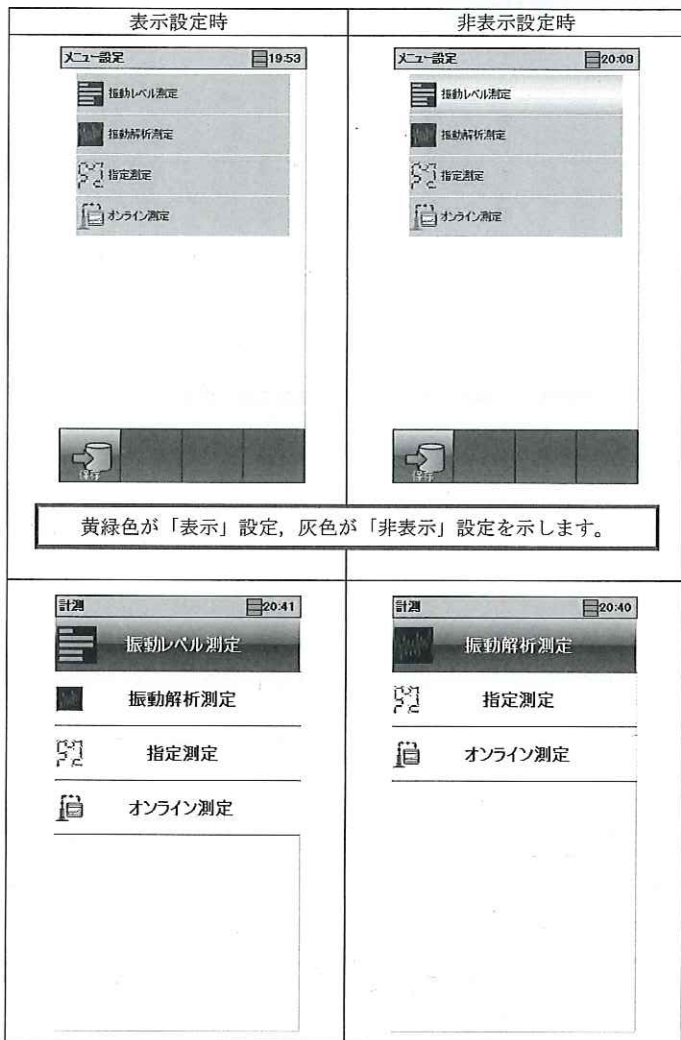 表示設定時
非表示設定時
メニュー設定 19:53
振動レベル測定
振動解析測定
指定測定
オンライン測定
保存
メニュー設定 20:09
振動レベル測定
振動解析測定
指定測定
オンライン測定
保存
黄緑色が「表示」設定，灰色が「非表示」設定を示します。
計測 20:41
振動レベル測定
振動解析測定
指定測定
オンライン測定
計測 20:40
振動解析測定
指定測定
オンライン測定